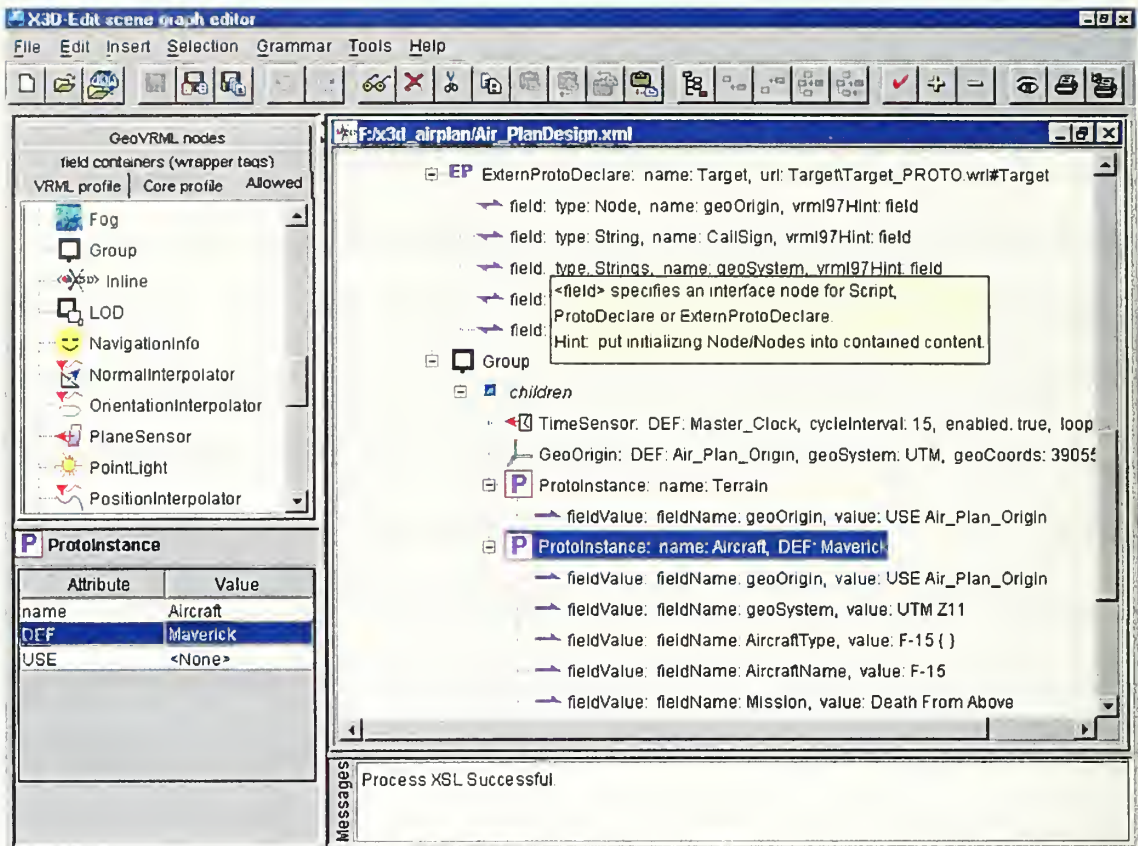 X3D-Edit scene graph editor
File Edit Insert Selection Grammar Tools Help
GeoVRML nodes
field containers (wrapper tags)
VRML profile Core profile Allowed
Fog
Group
Inline
LOD
NavigationInfo
NormalInterpolator
OrientationInterpolator
PlaneSensor
PointLight
PositionInterpolator
P ProtoInstance
Attribute Value
name Aircraft
DEF Maverick
USE <None>
F:/x3d_airplan/Air_PlanDesign.xml
EP ExternProtoDeclare: name: Target, url: Target\Target_PROTO.wrl#Target
field: type: Node, name: geoOrigin, vrml97Hint: field
field: type: String, name: CallSign, vrml97Hint: field
field: type: Strings, name: geoSystem, vrml97Hint: field
field:
field:
<field> specifies an interface node for Script,
ProtoDeclare or ExternProtoDeclare.
Hint: put initializing Node/Nodes into contained content.
Group
children
TimeSensor: DEF: Master_Clock, cycleInterval: 15, enabled: true, loop
GeoOrigin: DEF: Air_Plan_Origin, geoSystem: UTM, geoCoords: 39055
P ProtoInstance: name: Terrain
fieldValue: fieldName: geoOrigin, value: USE Air_Plan_Origin
P ProtoInstance: name: Aircraft, DEF: Maverick
fieldValue: fieldName: geoOrigin, value: USE Air_Plan_Origin
fieldValue: fieldName: geoSystem, value: UTM Z11
fieldValue: fieldName: AircraftType, value: F-15 { }
fieldValue: fieldName: AircraftName, value: F-15
fieldValue: fieldName: Mission, value: Death From Above
Messages
Process XSL Successful.